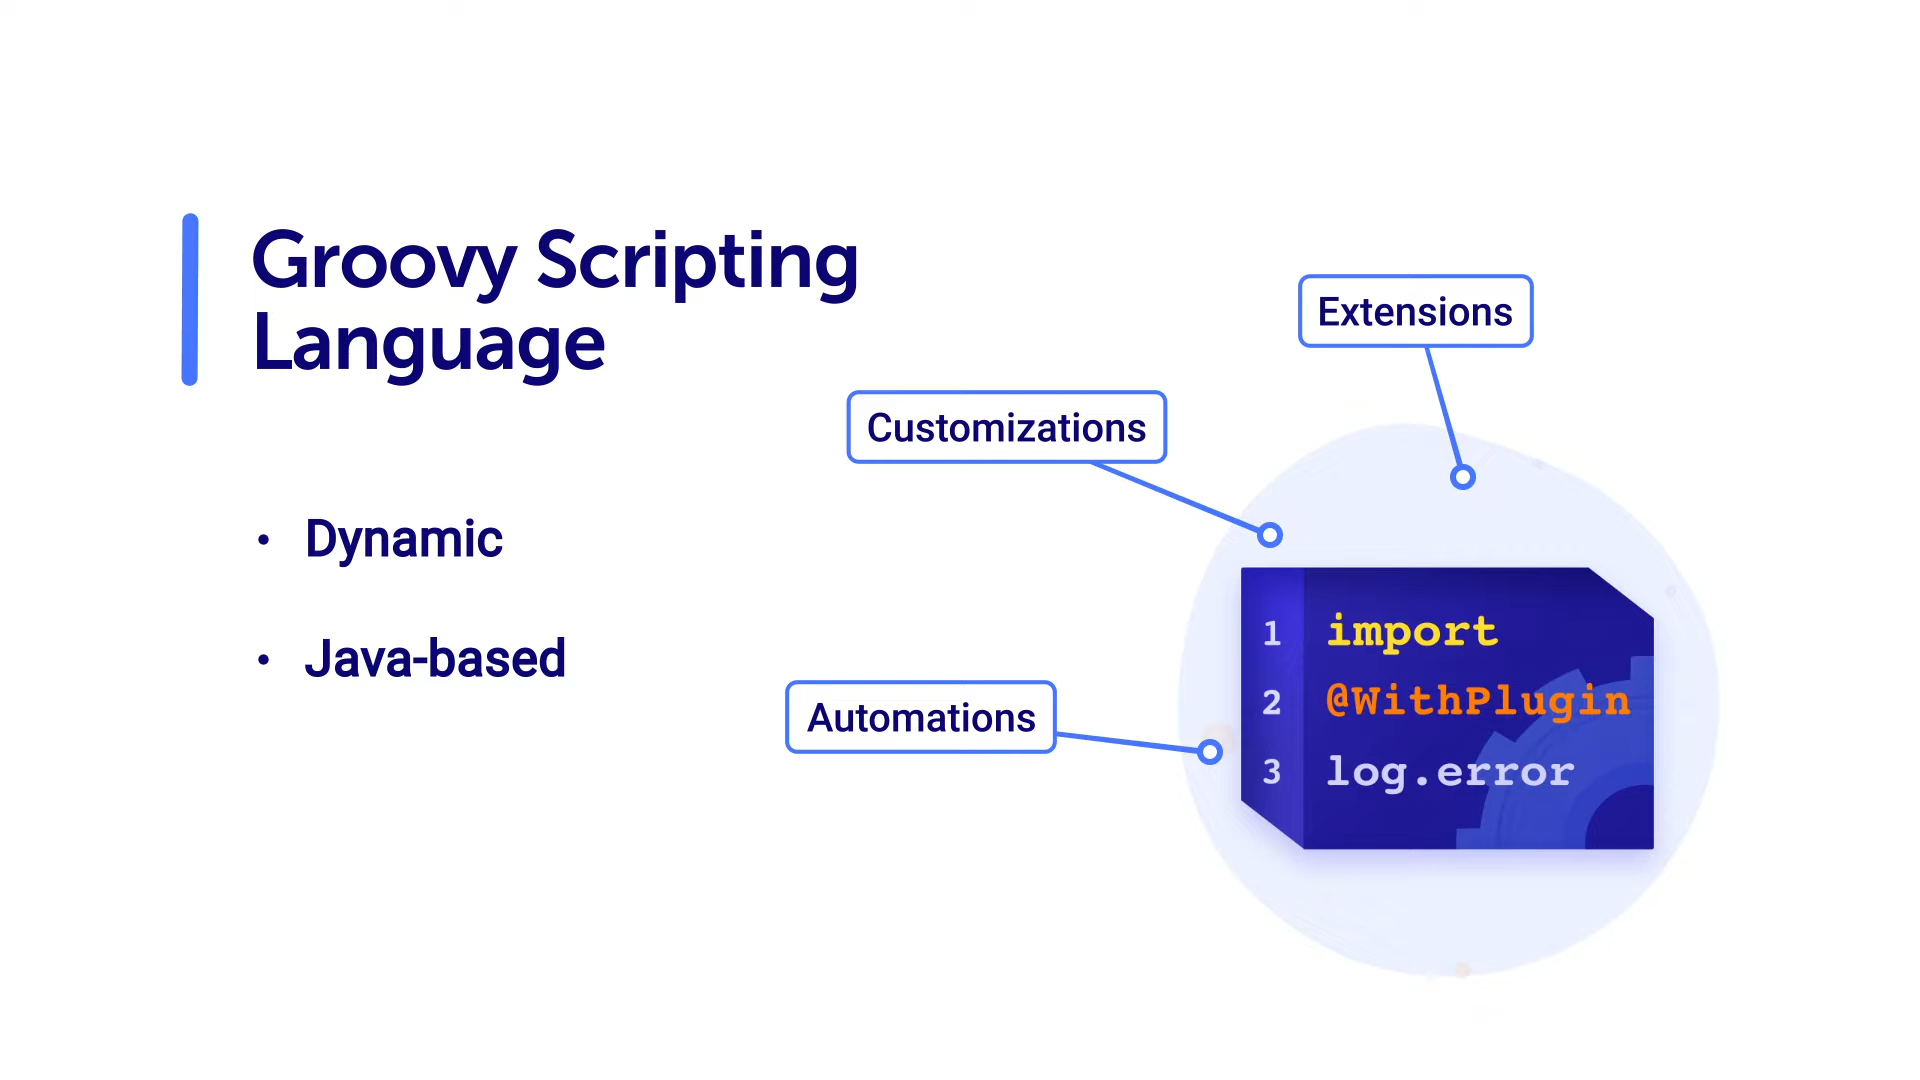 Groovy Scripting
Language
• Dynamic
• Java-based
Extensions
Customizations
Automations
1 import
2 @WithPlugin
3 log.error